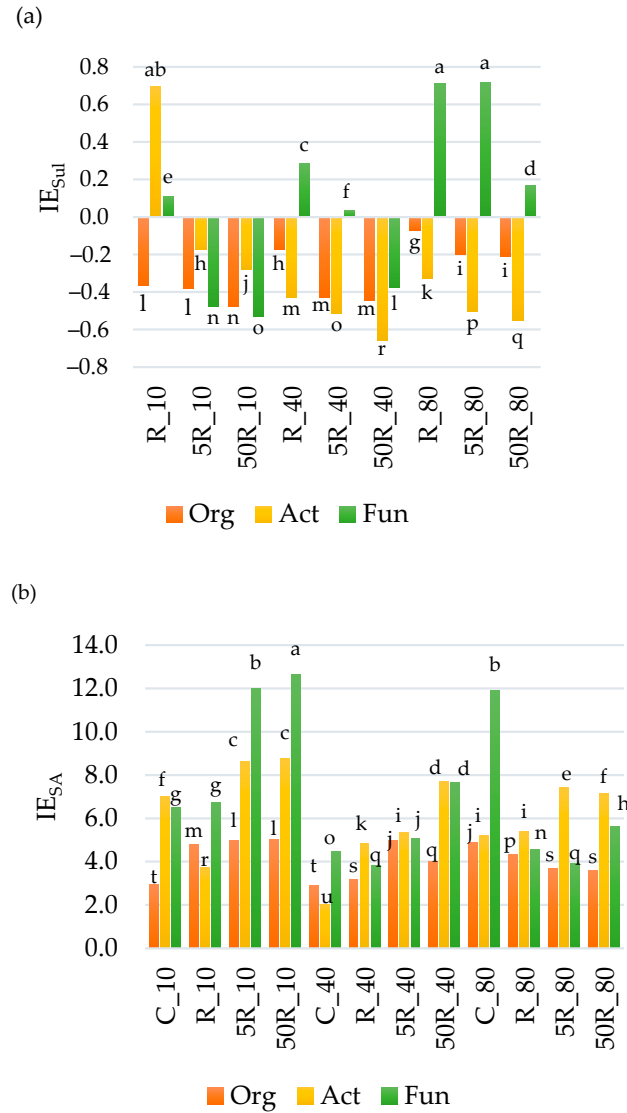 (a)
IE_Sul
0.8
0.6
0.4
0.2
0.0
−0.2
−0.4
−0.6
−0.8
l ab e
l h n
n j o
h m c
m o f
m r l
g k a
i p a
i q d
R_10 5R_10 50R_10 R_40 5R_40 50R_40 R_80 5R_80 50R_80
Org Act Fun
(b)
IE_SA
14.0
12.0
10.0
8.0
6.0
4.0
2.0
0.0
t f g
m r g
l c b
l c a
t u o
s k q
j i j
q d d
j i b
p i n
s e q
s f h
C_10 R_10 5R_10 50R_10 C_40 R_40 5R_40 50R_40 C_80 R_80 5R_80 50R_80
Org Act Fun